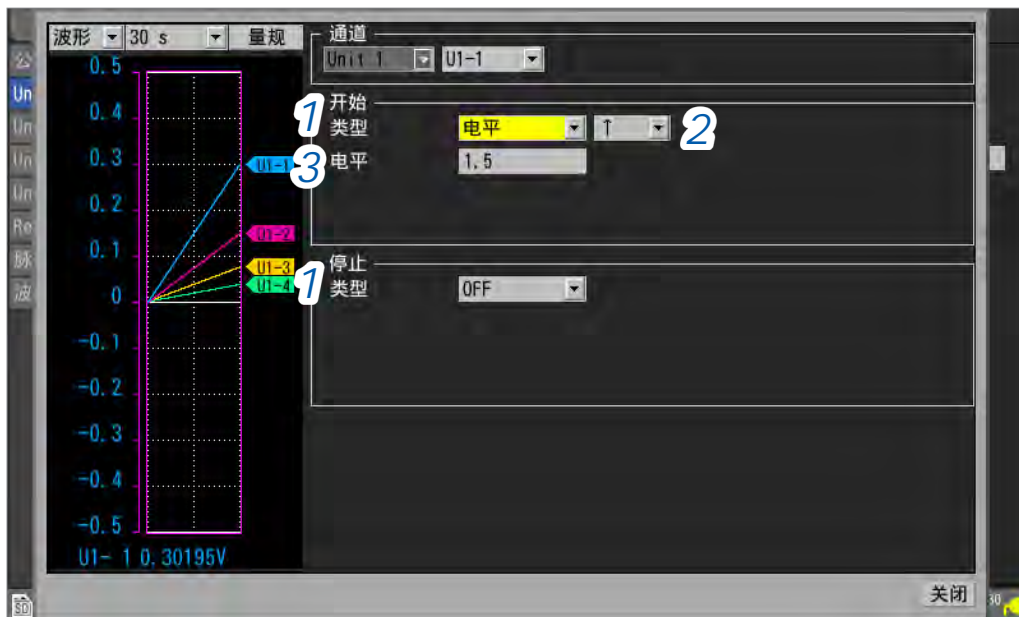 波形 30 s 量规
通道
Unit 1 U1-1
0.5
0.4
0.3
0.2
0.1
0
-0.1
-0.2
-0.3
-0.4
-0.5
U1-1
U1-2
U1-3
U1-4
U1- 1 0.30195V
开始
1 类型 电平 ↑ 2
3 电平 1.5
停止
1 类型 OFF
关闭
公
Un
Un
Un
Un
Re
脉
波
SD
30